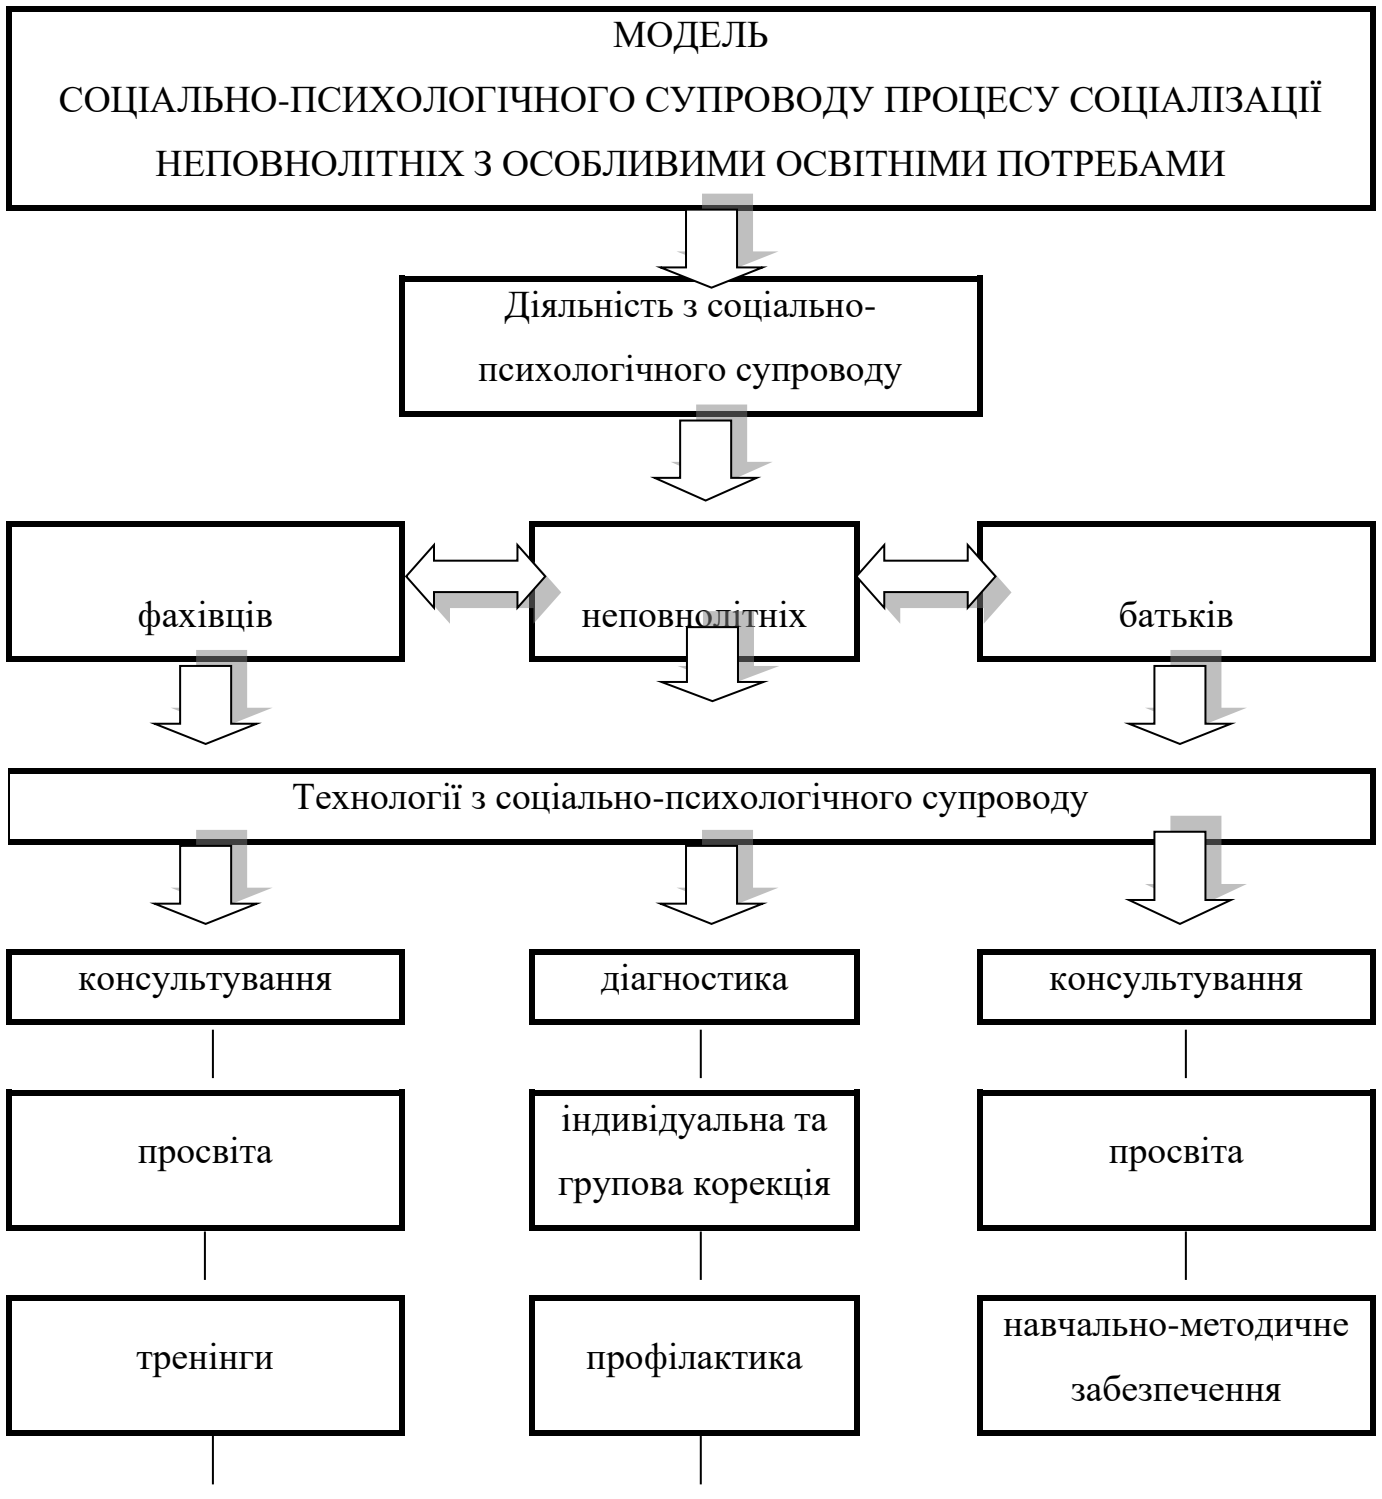 МОДЕЛЬ
СОЦІАЛЬНО-ПСИХОЛОГІЧНОГО СУПРОВОДУ ПРОЦЕСУ СОЦІАЛІЗАЦІЇ
НЕПОВНОЛІТНІХ З ОСОБЛИВИМИ ОСВІТНІМИ ПОТРЕБАМИ
Діяльність з соціально-
психологічного супроводу
фахівців
неповнолітніх
батьків
Технології з соціально-психологічного супроводу
консультування
діагностика
консультування
просвіта
індивідуальна та
групова корекція
просвіта
тренінги
профілактика
навчально-методичне
забезпечення